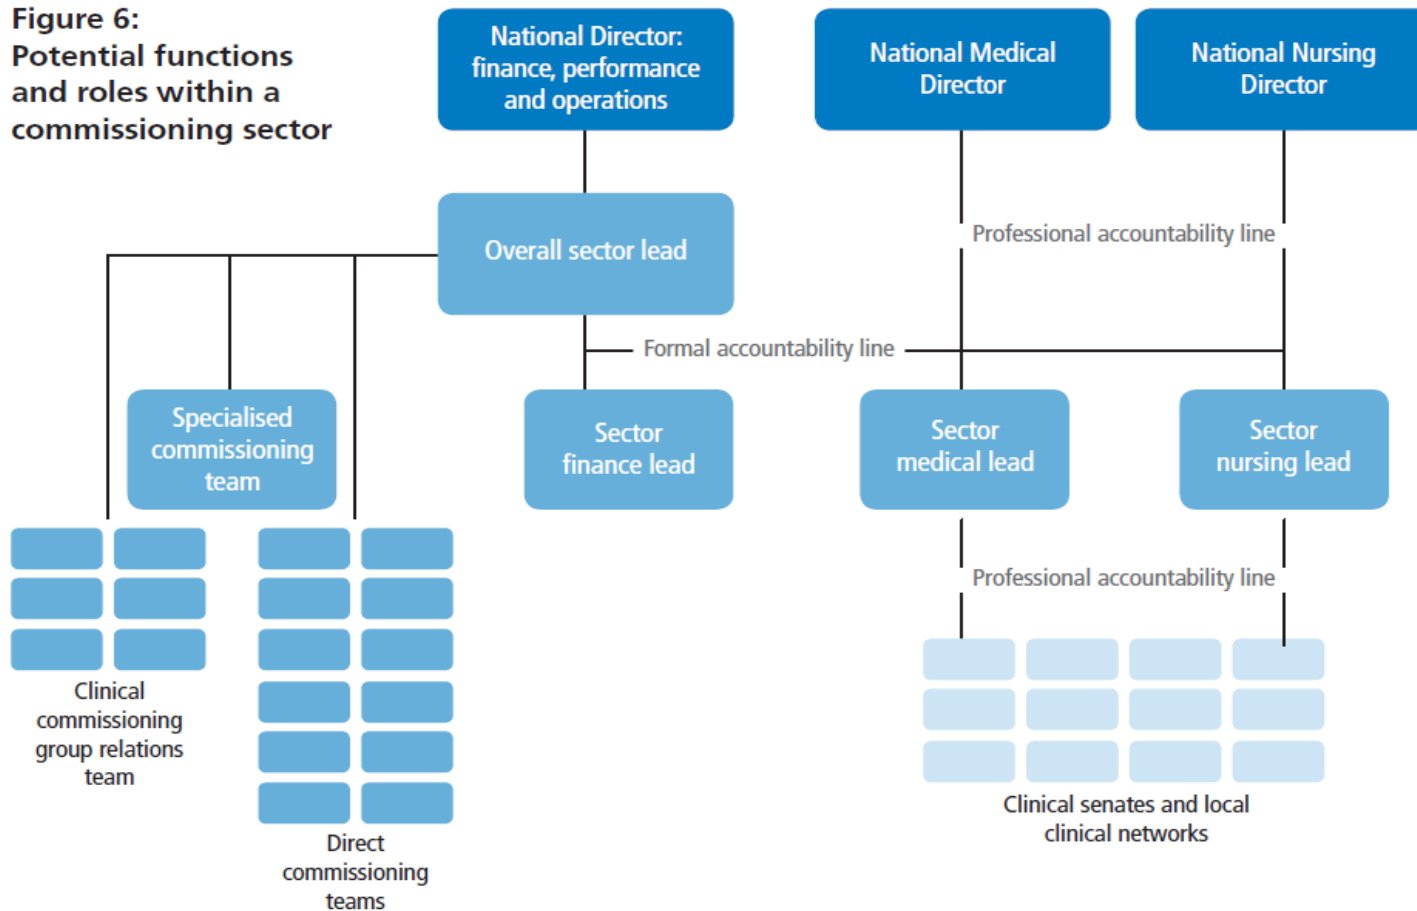 Figure 6:
Potential functions
and roles within a
commissioning sector
National Director:
finance, performance
and operations
National Medical
Director
National Nursing
Director
Overall sector lead
Professional accountability line
Formal accountability line
Specialised
commissioning
team
Sector
finance lead
Sector
medical lead
Sector
nursing lead
Professional accountability line
Clinical
commissioning
group relations
team
Direct
commissioning
teams
Clinical senates and local
clinical networks